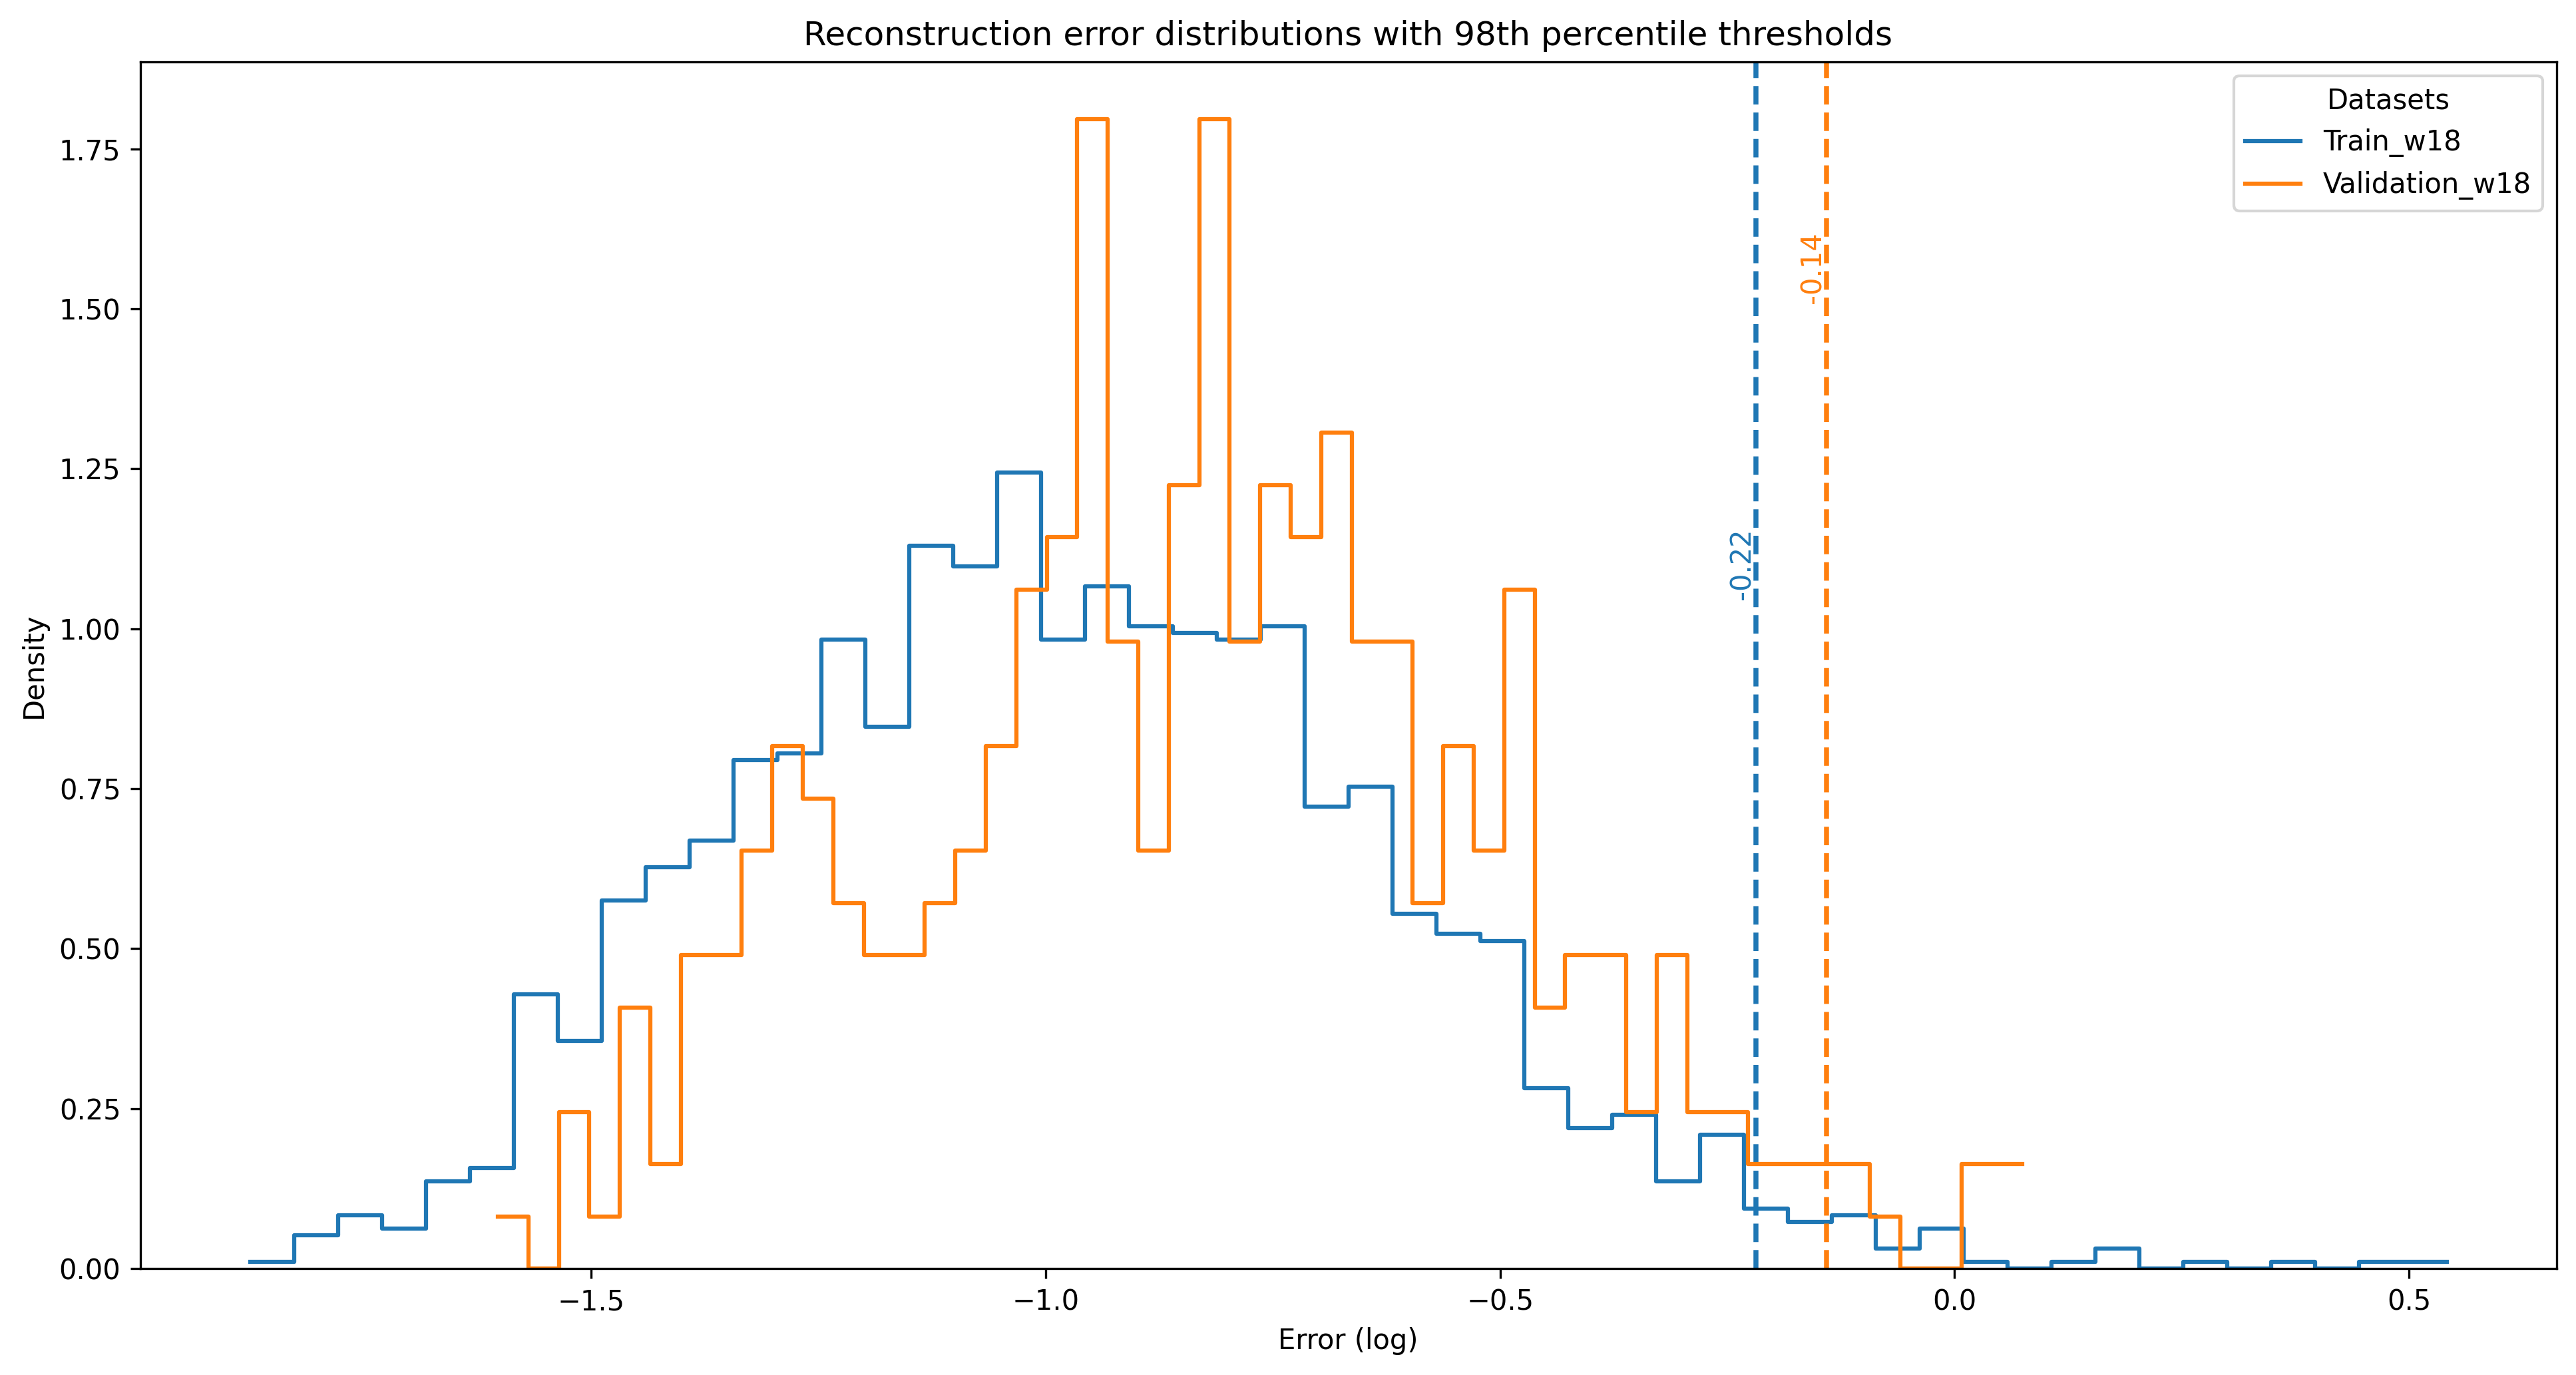 Reconstruction error distributions with 98th percentile thresholds
Datasets
Train_w18
Validation_w18
1.75
1.50
1.25
1.00
0.75
0.50
0.25
0.00
Density
-0.14
-0.22
−1.5
−1.0
−0.5
0.0
0.5
Error (log)